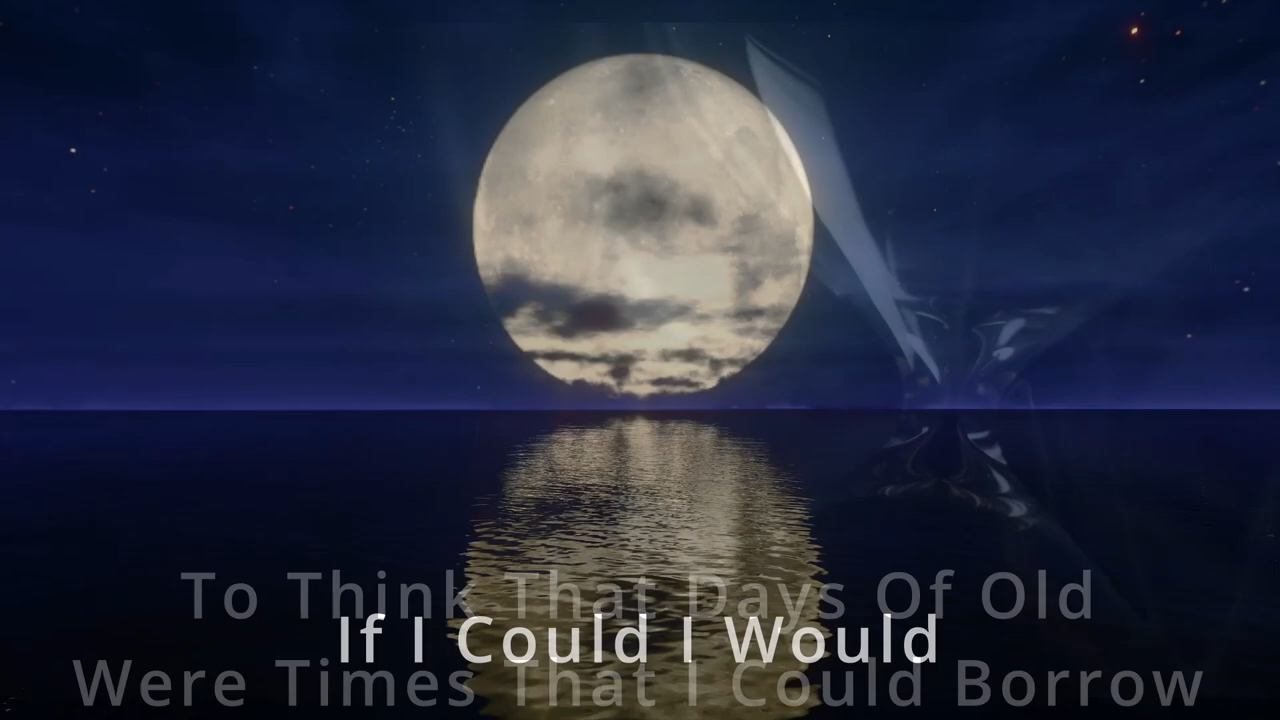 To Think That Days Of Old
If I Could I Would
Were Times That I Could Borrow